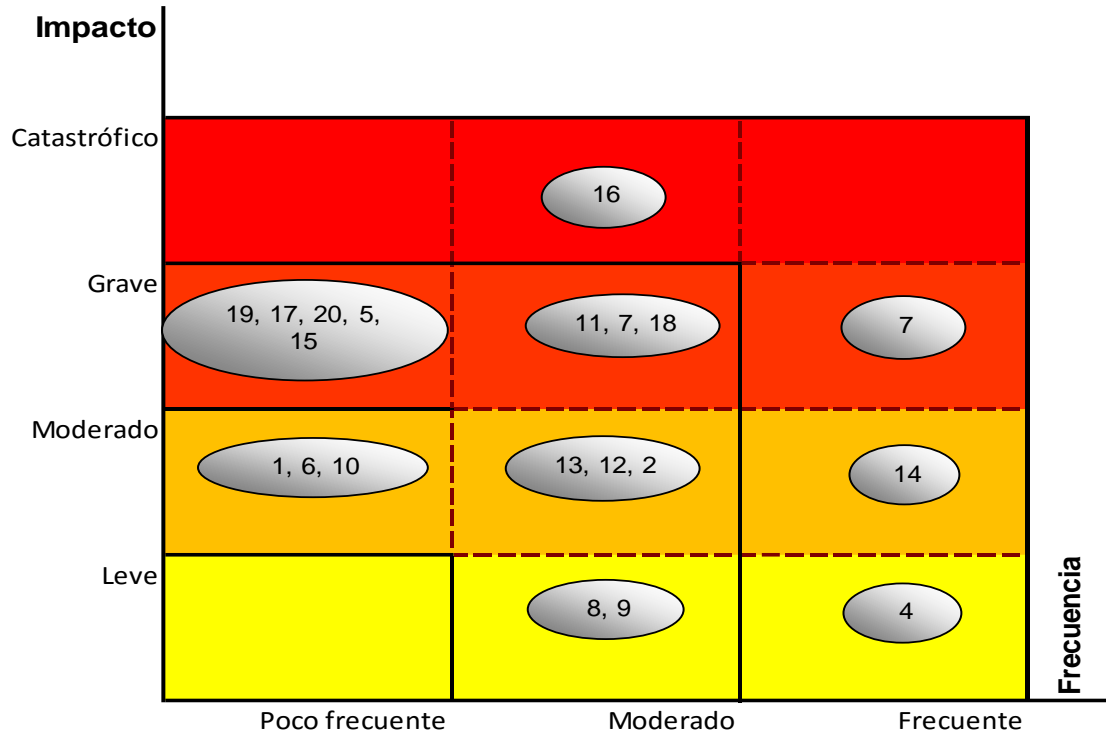 Impacto
Catastrófico
16
Grave
19, 17, 20, 5,
15
11, 7, 18
7
Moderado
1, 6, 10
13, 12, 2
14
Leve
8, 9
4
Frecuencia
Poco frecuente
Moderado
Frecuente